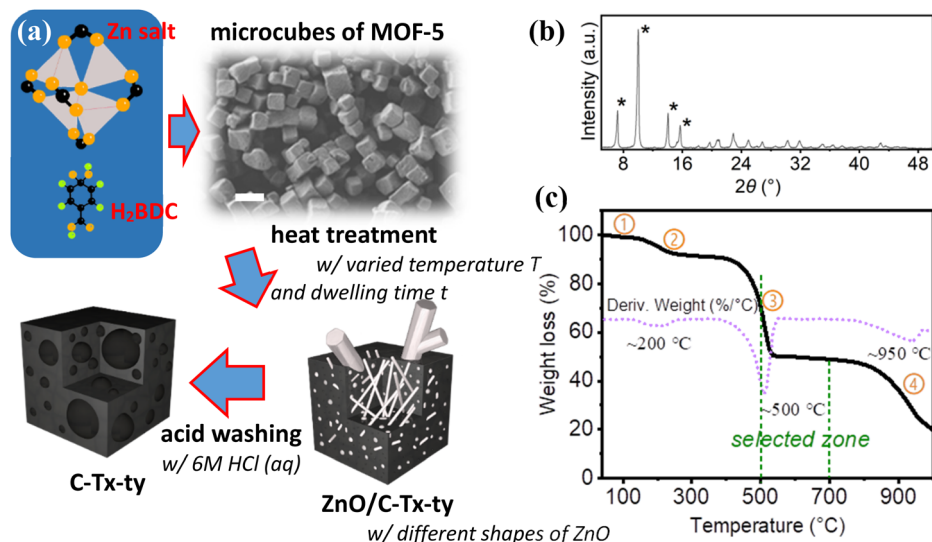 (a)
Zn salt
H₂BDC
microcubes of MOF-5
heat treatment
w/ varied temperature T
and dwelling time t
acid washing
w/ 6M HCl (aq)
C-Tx-ty
ZnO/C-Tx-ty
w/ different shapes of ZnO
(b)
Intensity (a.u.)
* * * *
8 16 24 32 40 48
2θ (°)
(c)
Weight loss (%)
100
80
60
40
20
0
1
2
3
4
Deriv. Weight (%/°C)
~200 °C
~500 °C
~950 °C
selected zone
100 300 500 700 900
Temperature (°C)